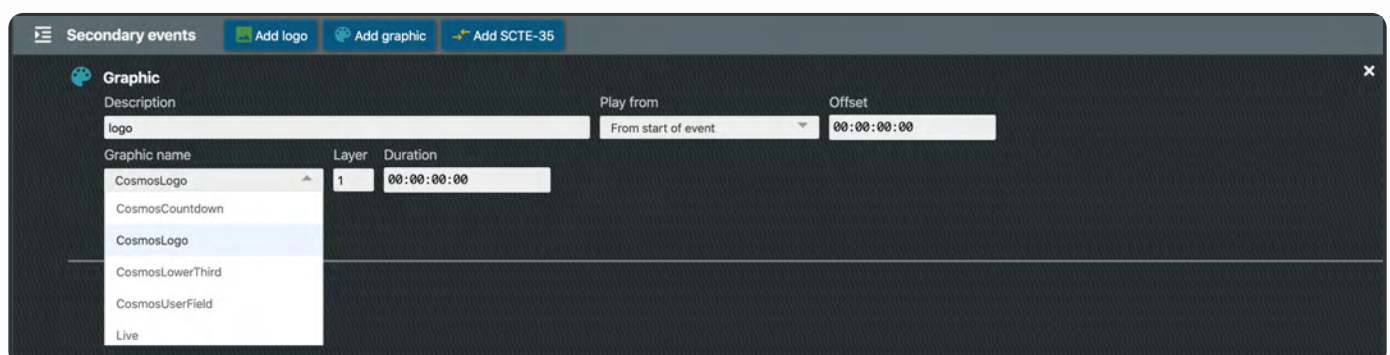 Secondary events Add logo Add graphic Add SCTE-35
Graphic
Description Play from Offset
logo From start of event 00:00:00:00
Graphic name Layer Duration
CosmosLogo 1 00:00:00:00
CosmosCountdown
CosmosLogo
CosmosLowerThird
CosmosUserField
Live